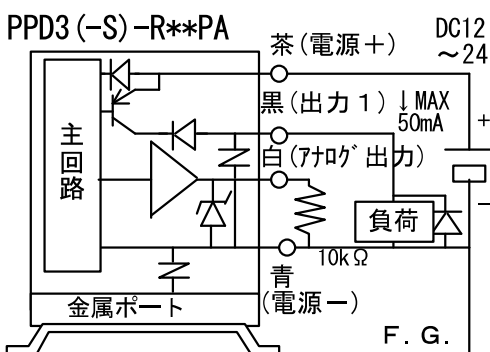 PPD3(-S)-R**PA
茶(電源+)
DC12
~24
黒(出力1)
↓MAX
50mA
+
主回路
白(アナログ出力)
負荷
-
10kΩ
青
(電源-)
金属ポート
F.G.